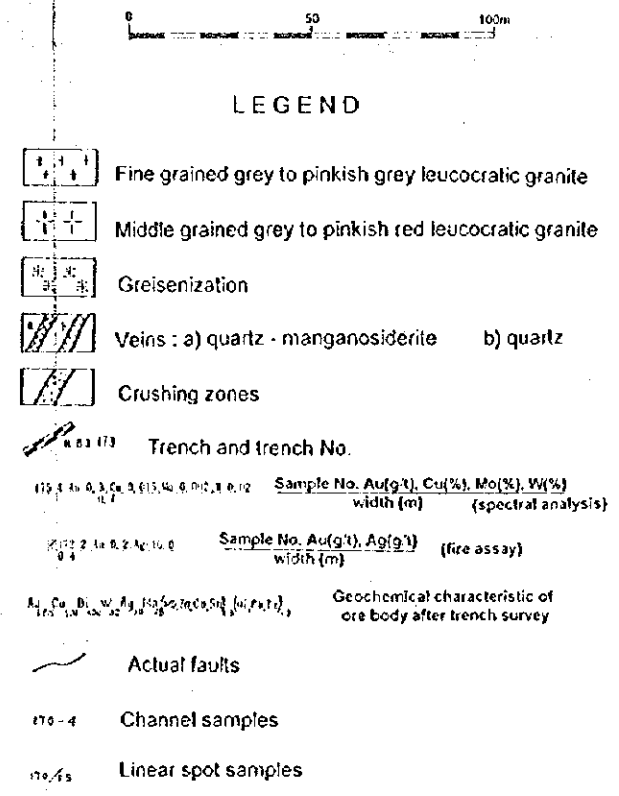 0 50 100m
LEGEND
Fine grained grey to pinkish grey leucocratic granite
Middle grained grey to pinkish red leucocratic granite
Greisenization
Veins : a) quartz - manganosiderite b) quartz
Crushing zones
Trench and trench No.
Sample No. Au(g/t), Cu(%), Mo(%), W(%)
width (m) (spectral analysis)
Sample No. Au(g/t), Ag(g/t) (fire assay)
width (m)
Geochemical characteristic of
ore body after trench survey
Actual faults
170-4 Channel samples
Linear spot samples